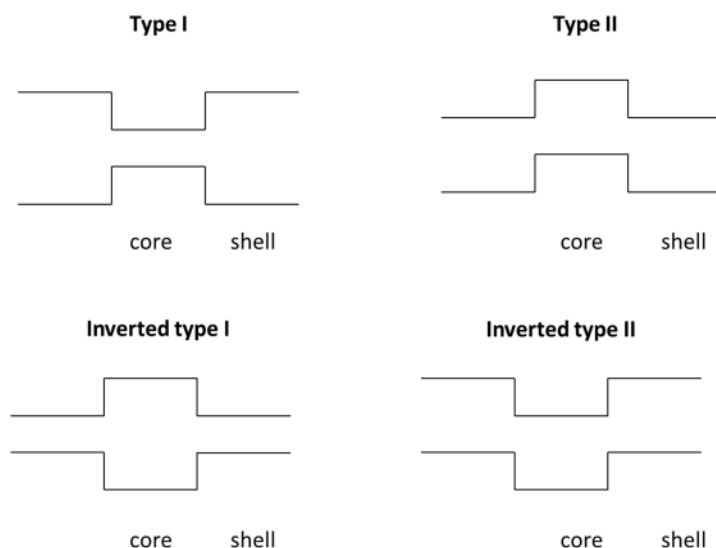 Type I
Type II
core shell
core shell
Inverted type I
Inverted type II
core shell
core shell